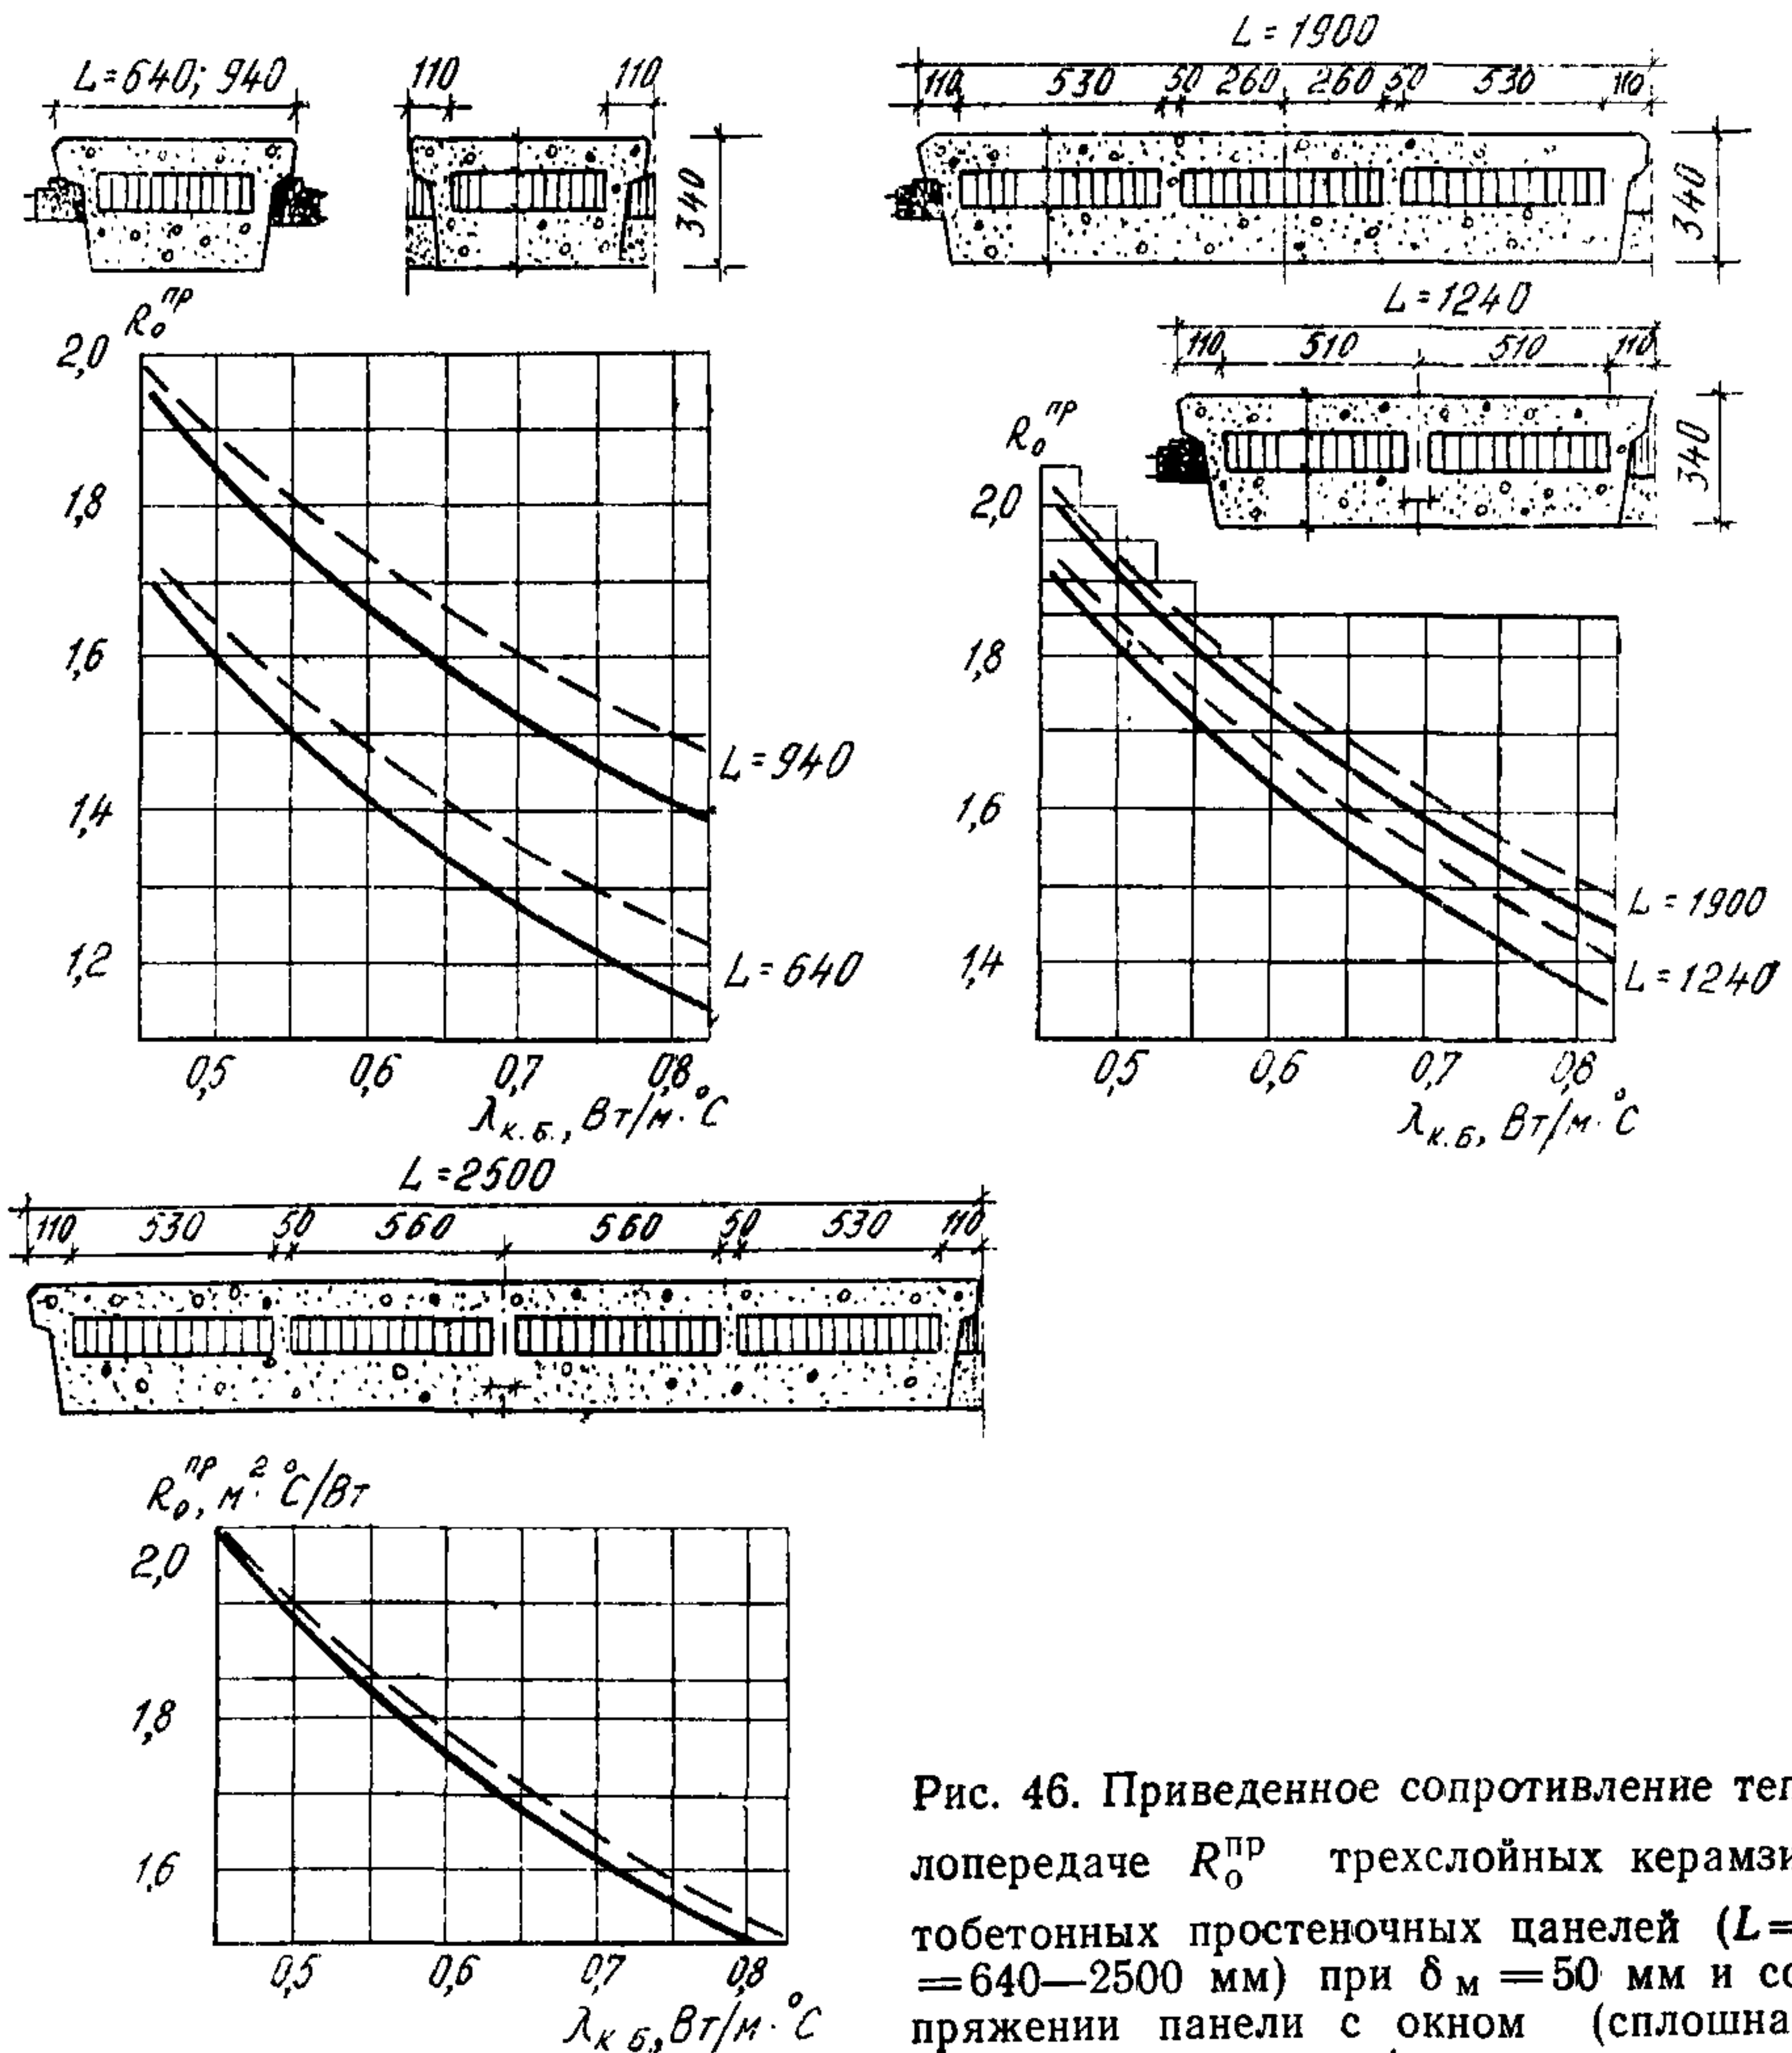 L=640; 940
110 110
340
L=1900
110 530 50 260 260 50 530 110
340
L=1240
110 510 510 110
340
R₀ᵖʳ
2,0
1,8
1,6
1,4
1,2
L=940
L=640
0,5 0,6 0,7 0,8
λк.б., Вт/м·°С
R₀ⁿᵖ
2,0
1,8
1,6
1,4
L=1900
L=1240
0,5 0,6 0,7 0,8
λк.б, Вт/м·°С
L=2500
110 530 50 560 560 50 530 110
R₀ⁿᵖ, м²·°С/Вт
2,0
1,8
1,6
0,5 0,6 0,7 0,8
λк б, Вт/м·°С
Рис. 46. Приведенное сопротивление теп
лопередаче R₀ⁿᵖ трехслойных керамзи
тобетонных простеночных цанелей (L=
=640—2500 мм) при δм=50 мм и со
пряжении панели с окном (сплошна